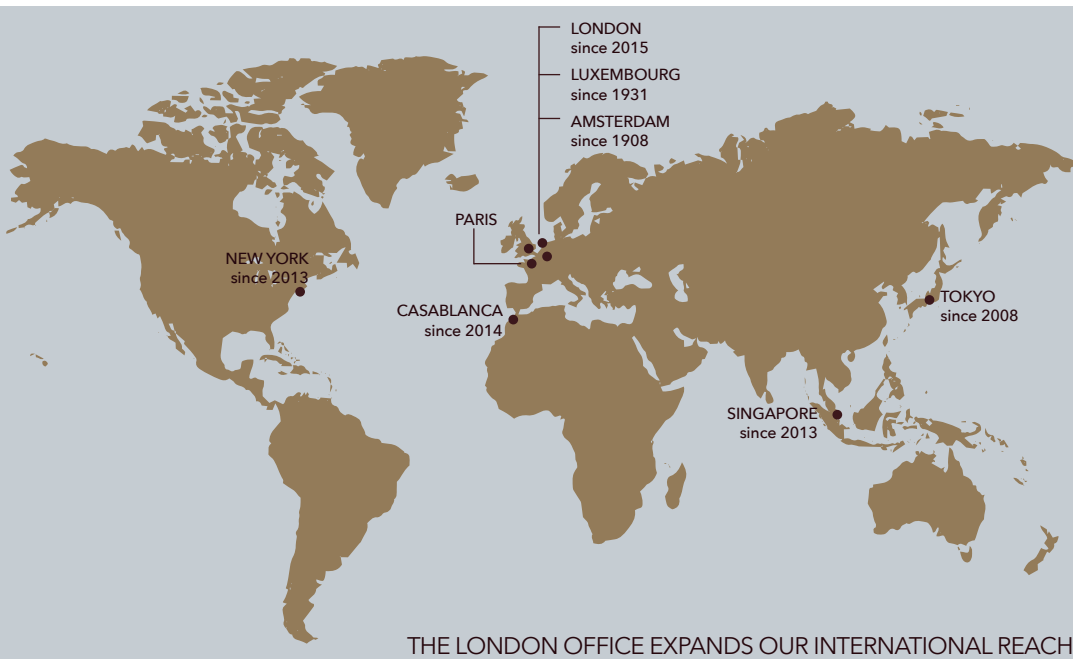 LONDON
since 2015
LUXEMBOURG
since 1931
AMSTERDAM
since 1908
PARIS
NEW YORK
since 2013
CASABLANCA
since 2014
TOKYO
since 2008
SINGAPORE
since 2013
THE LONDON OFFICE EXPANDS OUR INTERNATIONAL REACH